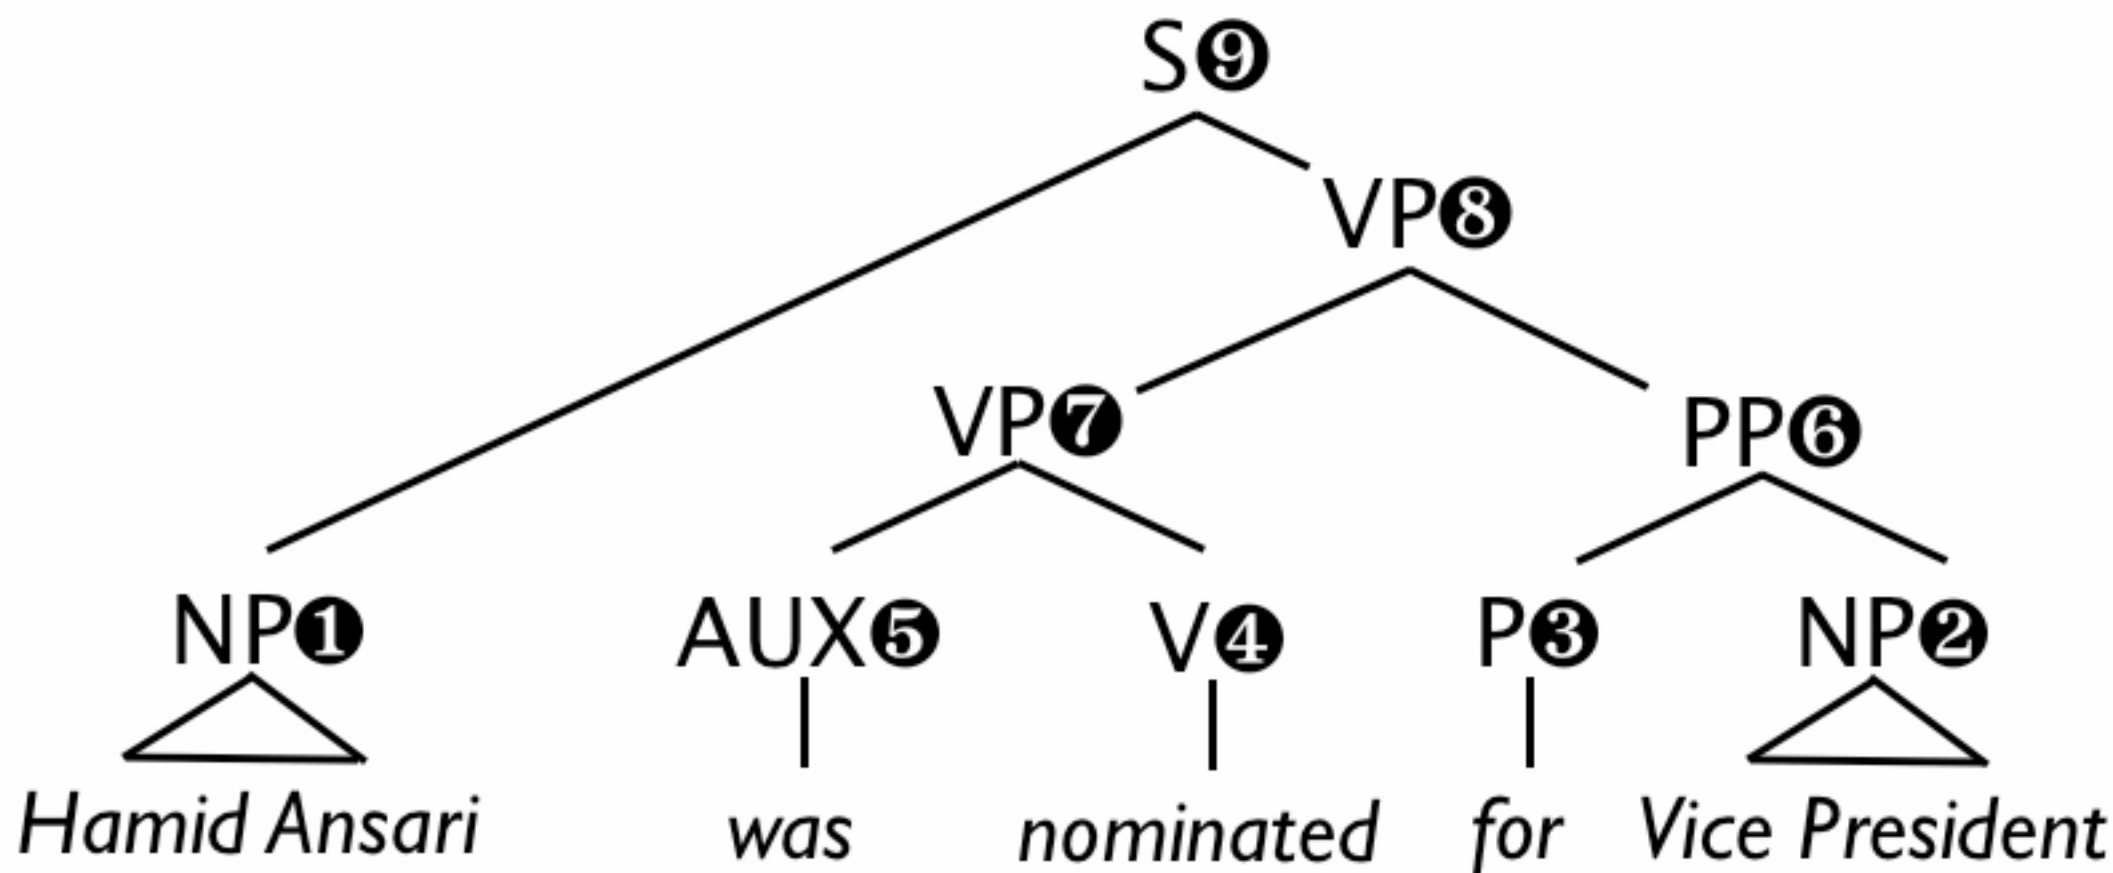 S❾
VP❽
VP❼ PP❻
NP❶ AUX❺ V❹ P❸ NP❷
Hamid Ansari was nominated for Vice President